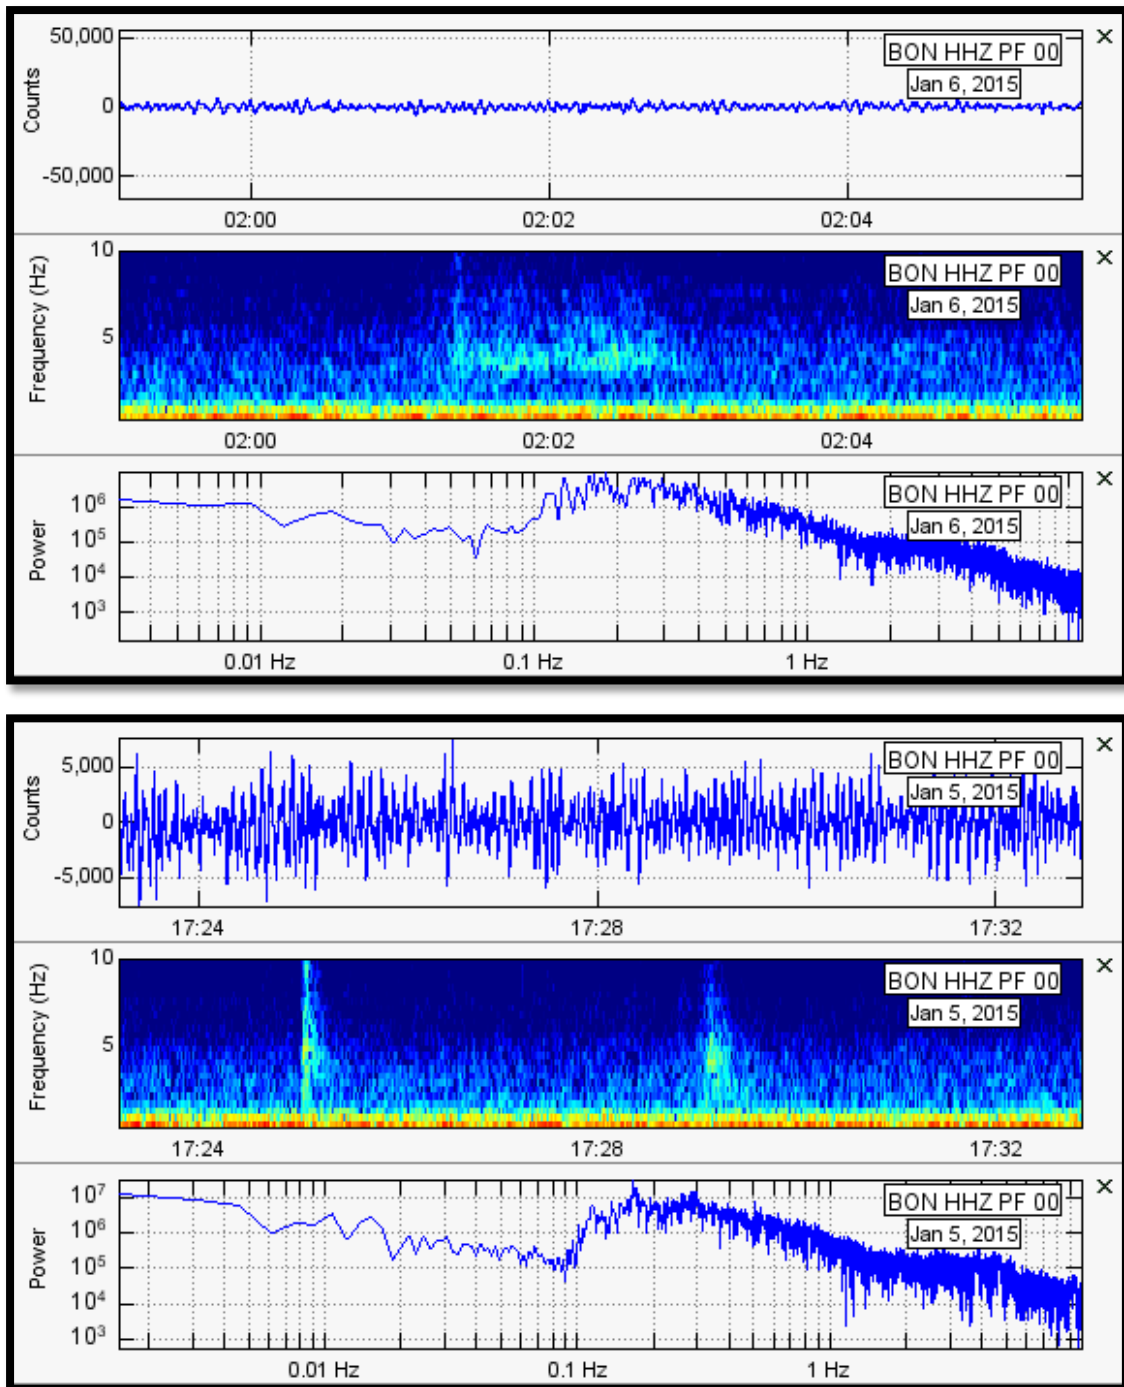 50,000
0
-50,000
Counts
BON HHZ PF 00
Jan 6, 2015
02:00 02:02 02:04
10
5
Frequency (Hz)
BON HHZ PF 00
Jan 6, 2015
02:00 02:02 02:04
10⁶
10⁵
10⁴
10³
Power
BON HHZ PF 00
Jan 6, 2015
0.01 Hz 0.1 Hz 1 Hz
5,000
0
-5,000
Counts
BON HHZ PF 00
Jan 5, 2015
17:24 17:28 17:32
10
5
Frequency (Hz)
BON HHZ PF 00
Jan 5, 2015
17:24 17:28 17:32
10⁷
10⁶
10⁵
10⁴
10³
Power
BON HHZ PF 00
Jan 5, 2015
0.01 Hz 0.1 Hz 1 Hz